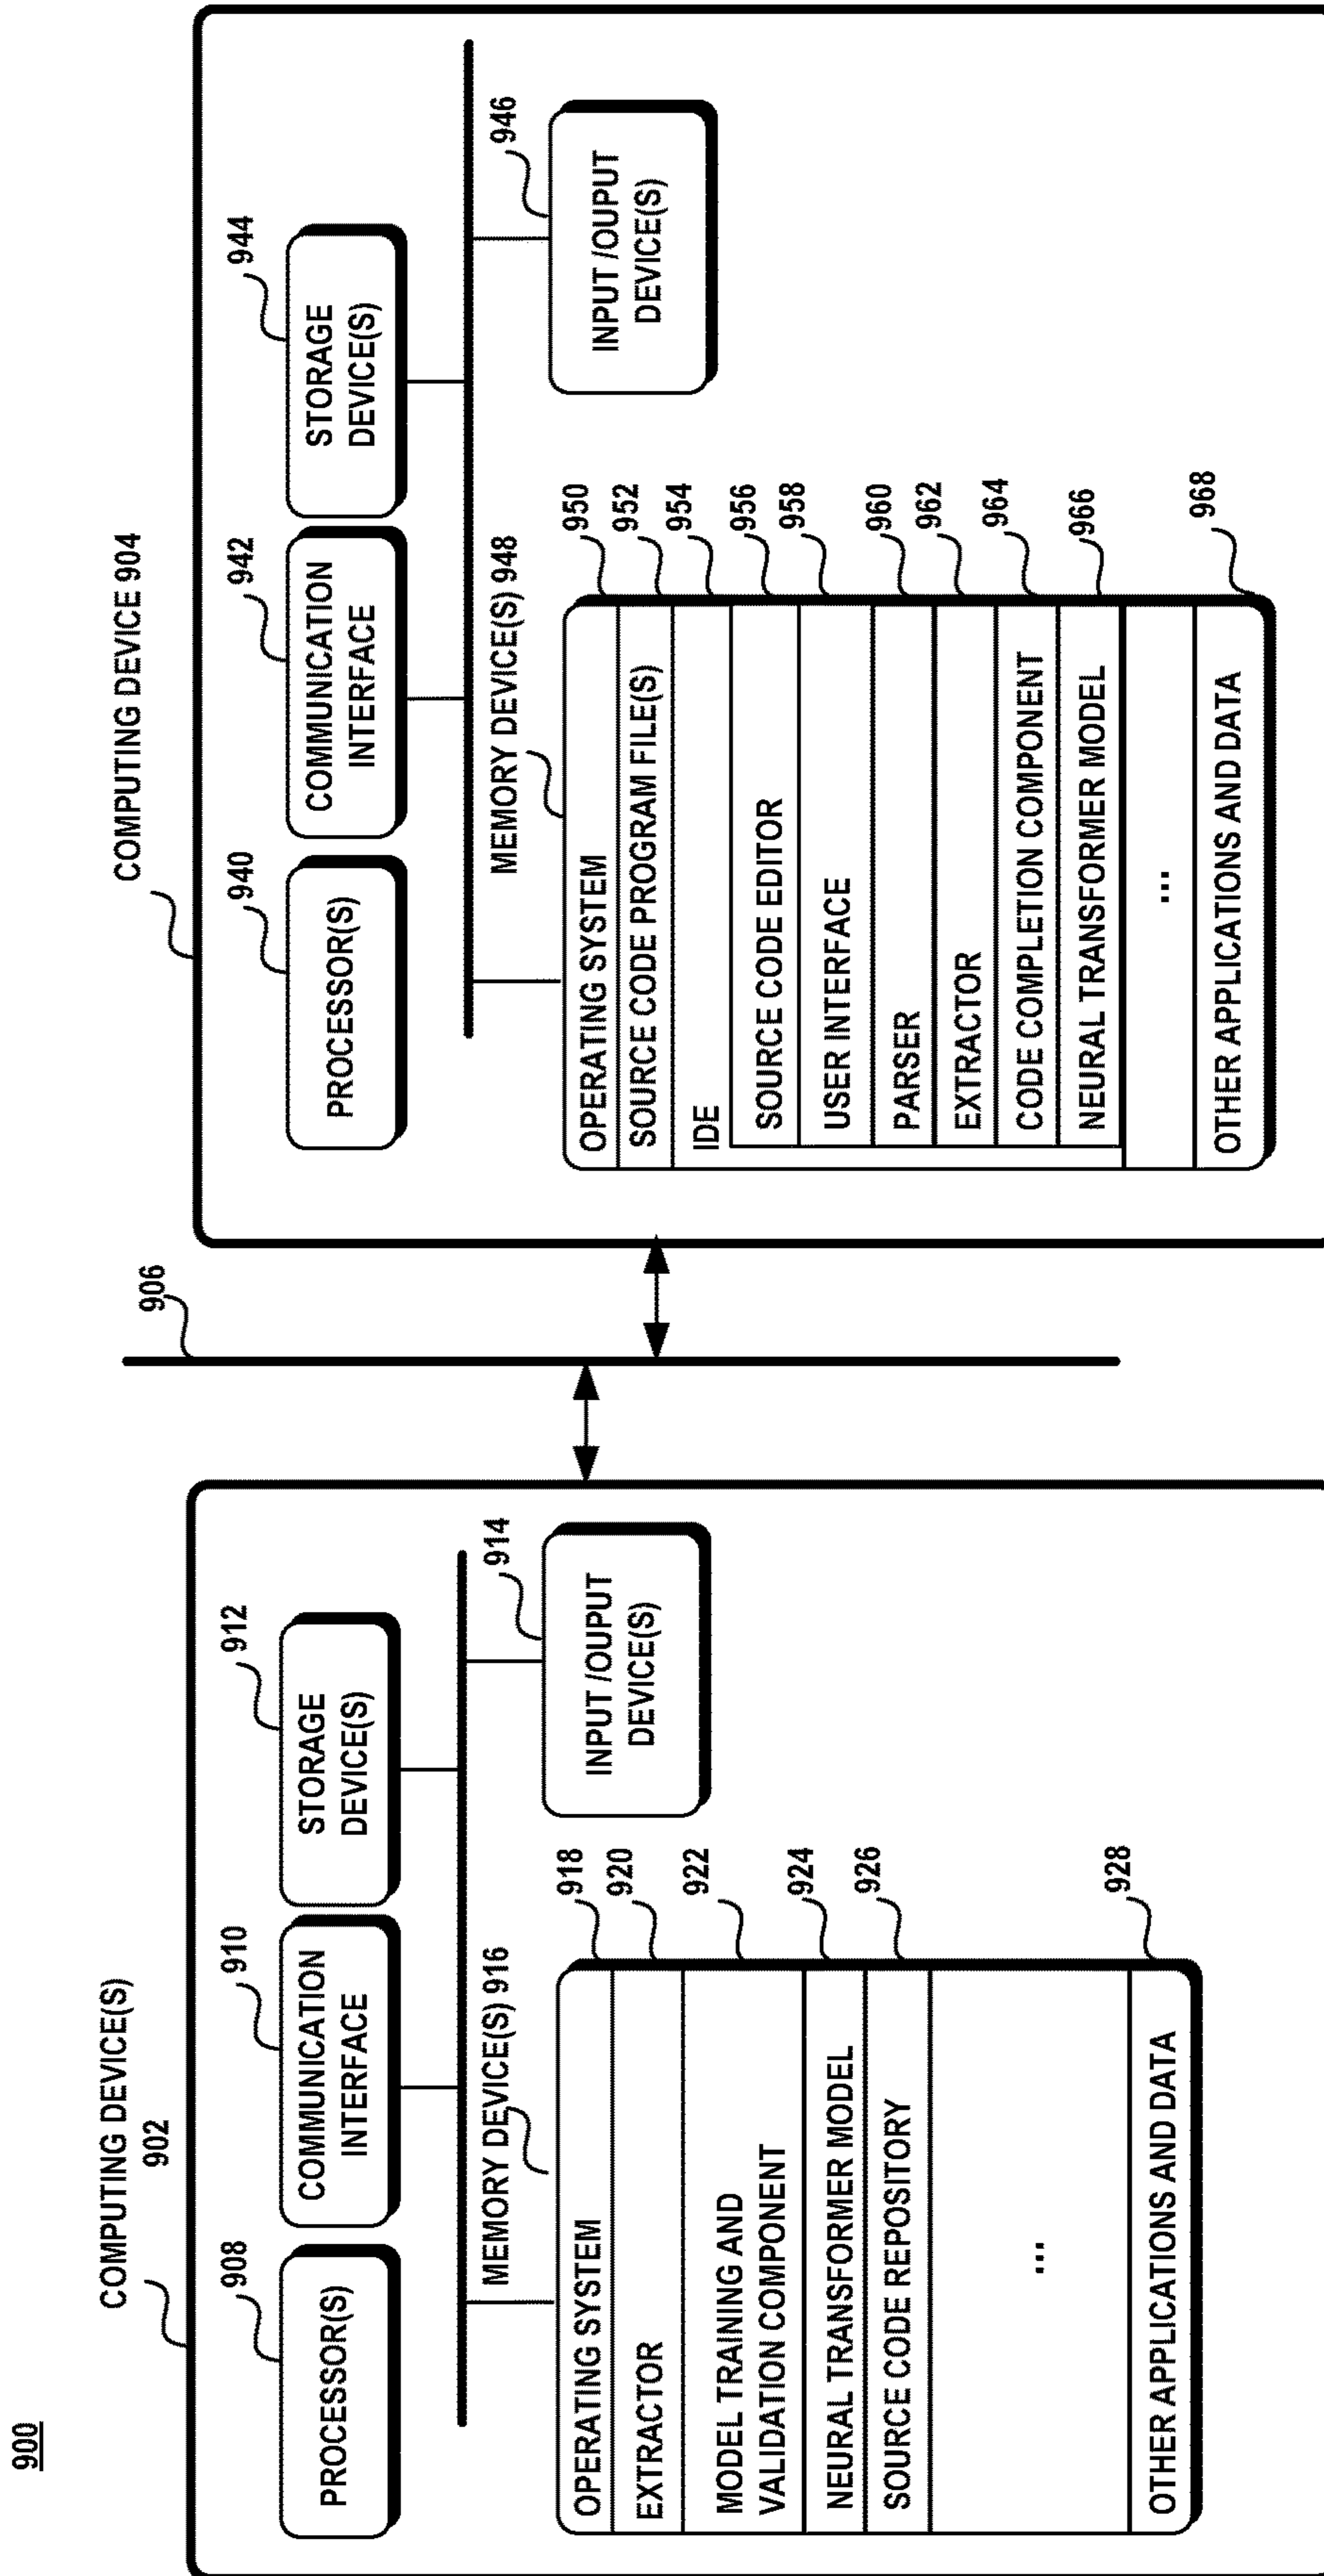 900
COMPUTING DEVICE(S)
902
PROCESSOR(S)
908
COMMUNICATION
INTERFACE
910
STORAGE
DEVICE(S)
912
MEMORY DEVICE(S) 916
INPUT /OUPUT
DEVICE(S)
914
OPERATING SYSTEM
918
EXTRACTOR
920
MODEL TRAINING AND
VALIDATION COMPONENT
922
NEURAL TRANSFORMER MODEL
924
SOURCE CODE REPOSITORY
926
...
OTHER APPLICATIONS AND DATA
928
906
COMPUTING DEVICE 904
PROCESSOR(S)
940
COMMUNICATION
INTERFACE
942
STORAGE
DEVICE(S)
944
MEMORY DEVICE(S) 948
INPUT /OUPUT
DEVICE(S)
946
OPERATING SYSTEM
950
SOURCE CODE PROGRAM FILE(S)
952
IDE
954
SOURCE CODE EDITOR
956
USER INTERFACE
958
PARSER
960
EXTRACTOR
962
CODE COMPLETION COMPONENT
964
NEURAL TRANSFORMER MODEL
966
...
OTHER APPLICATIONS AND DATA
968